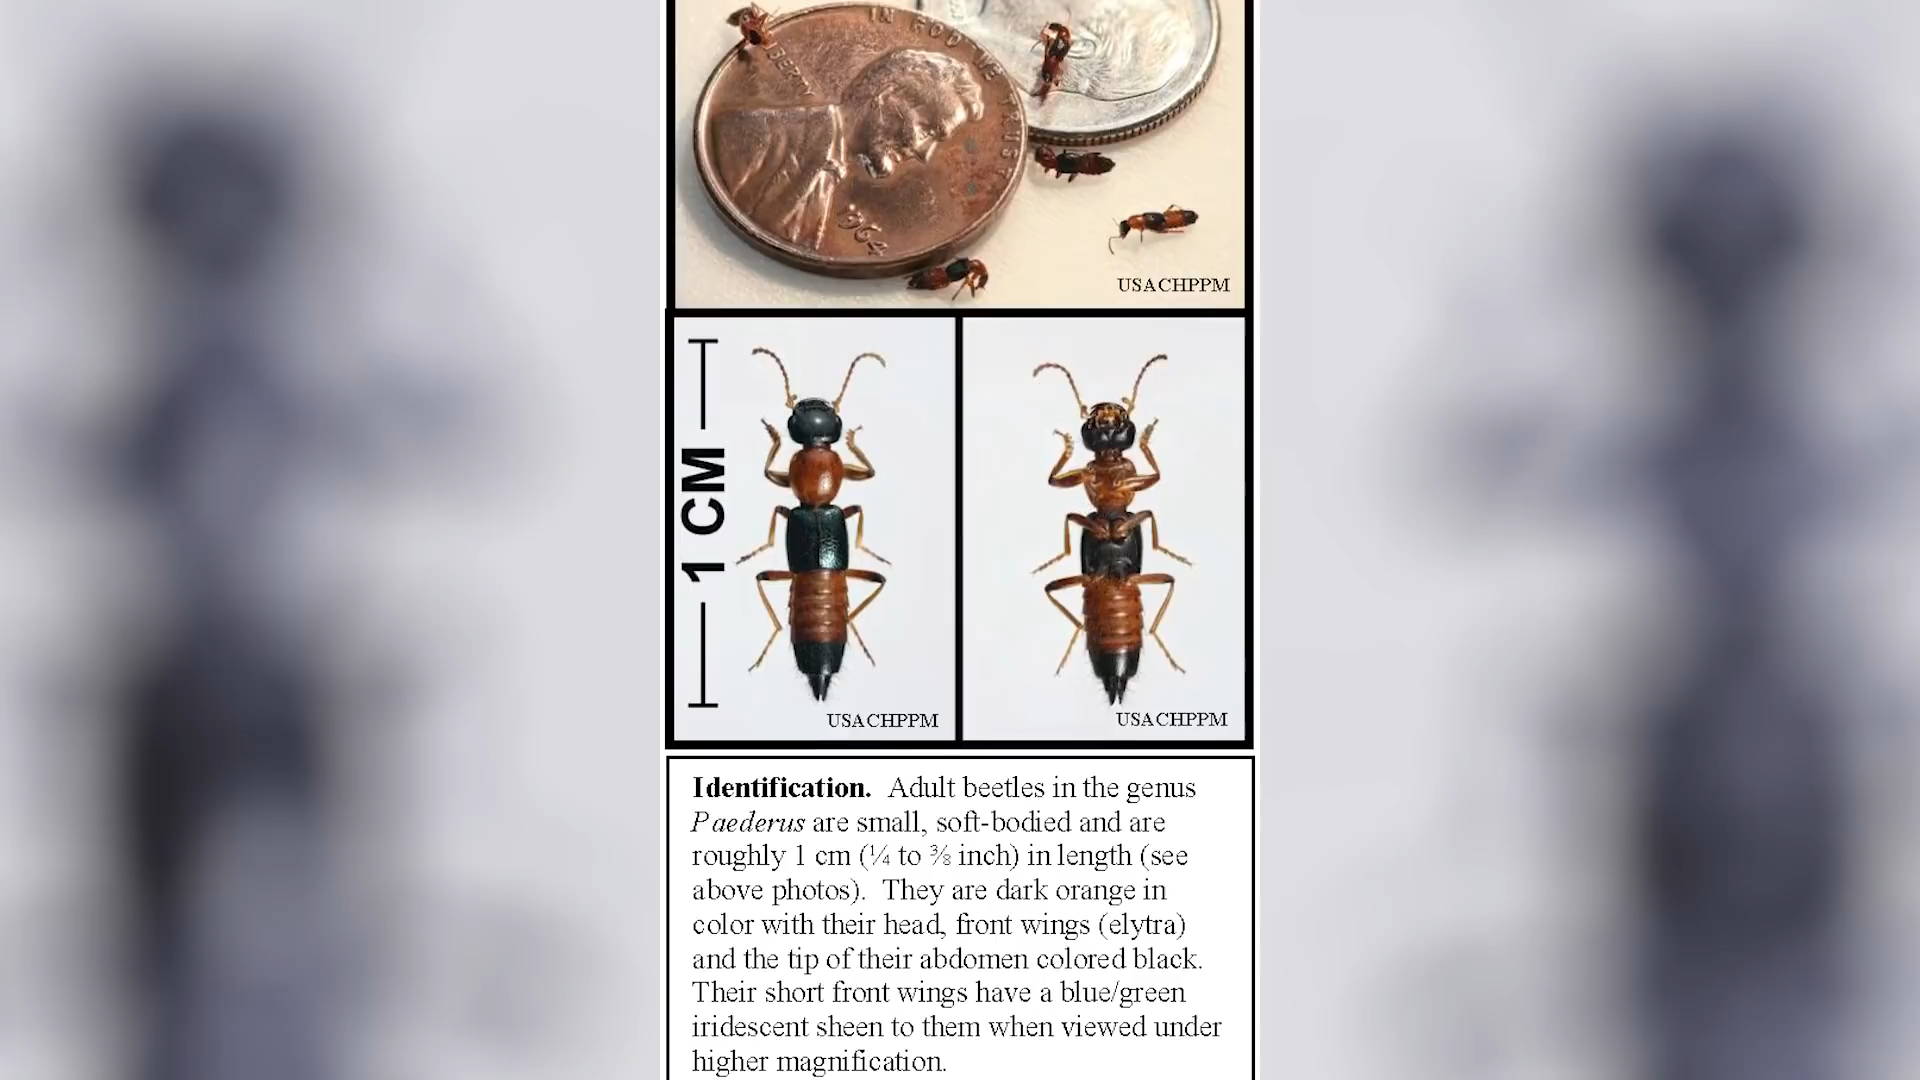 IN GOD WE TRUST
LIBERTY
1964
USACHPPM
1 CM
USACHPPM
USACHPPM
Identification. Adult beetles in the genus
Paederus are small, soft-bodied and are
roughly 1 cm (¼ to ⅜ inch) in length (see
above photos). They are dark orange in
color with their head, front wings (elytra)
and the tip of their abdomen colored black.
Their short front wings have a blue/green
iridescent sheen to them when viewed under
higher magnification.